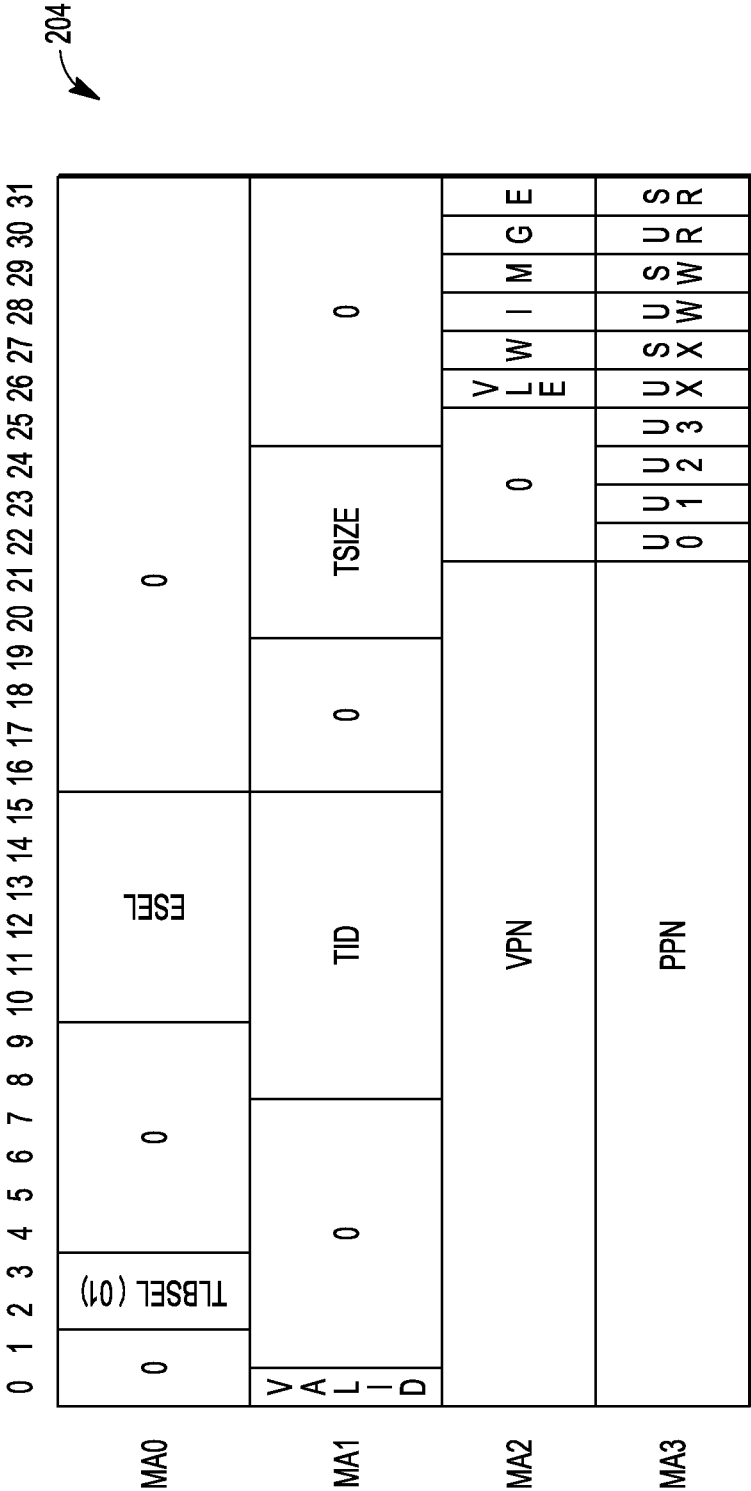 204
0 1 2 3 4 5 6 7 8 9 10 11 12 13 14 15 16 17 18 19 20 21 22 23 24 25 26 27 28 29 30 31
MA0 0 TLBSEL (01) 0 ESEL 0
MA1 VALID 0 TID 0 TSIZE 0
MA2 VPN 0 VLE W I M G E
MA3 PPN U0 U1 U2 U3 UX SX UW SW UR SR